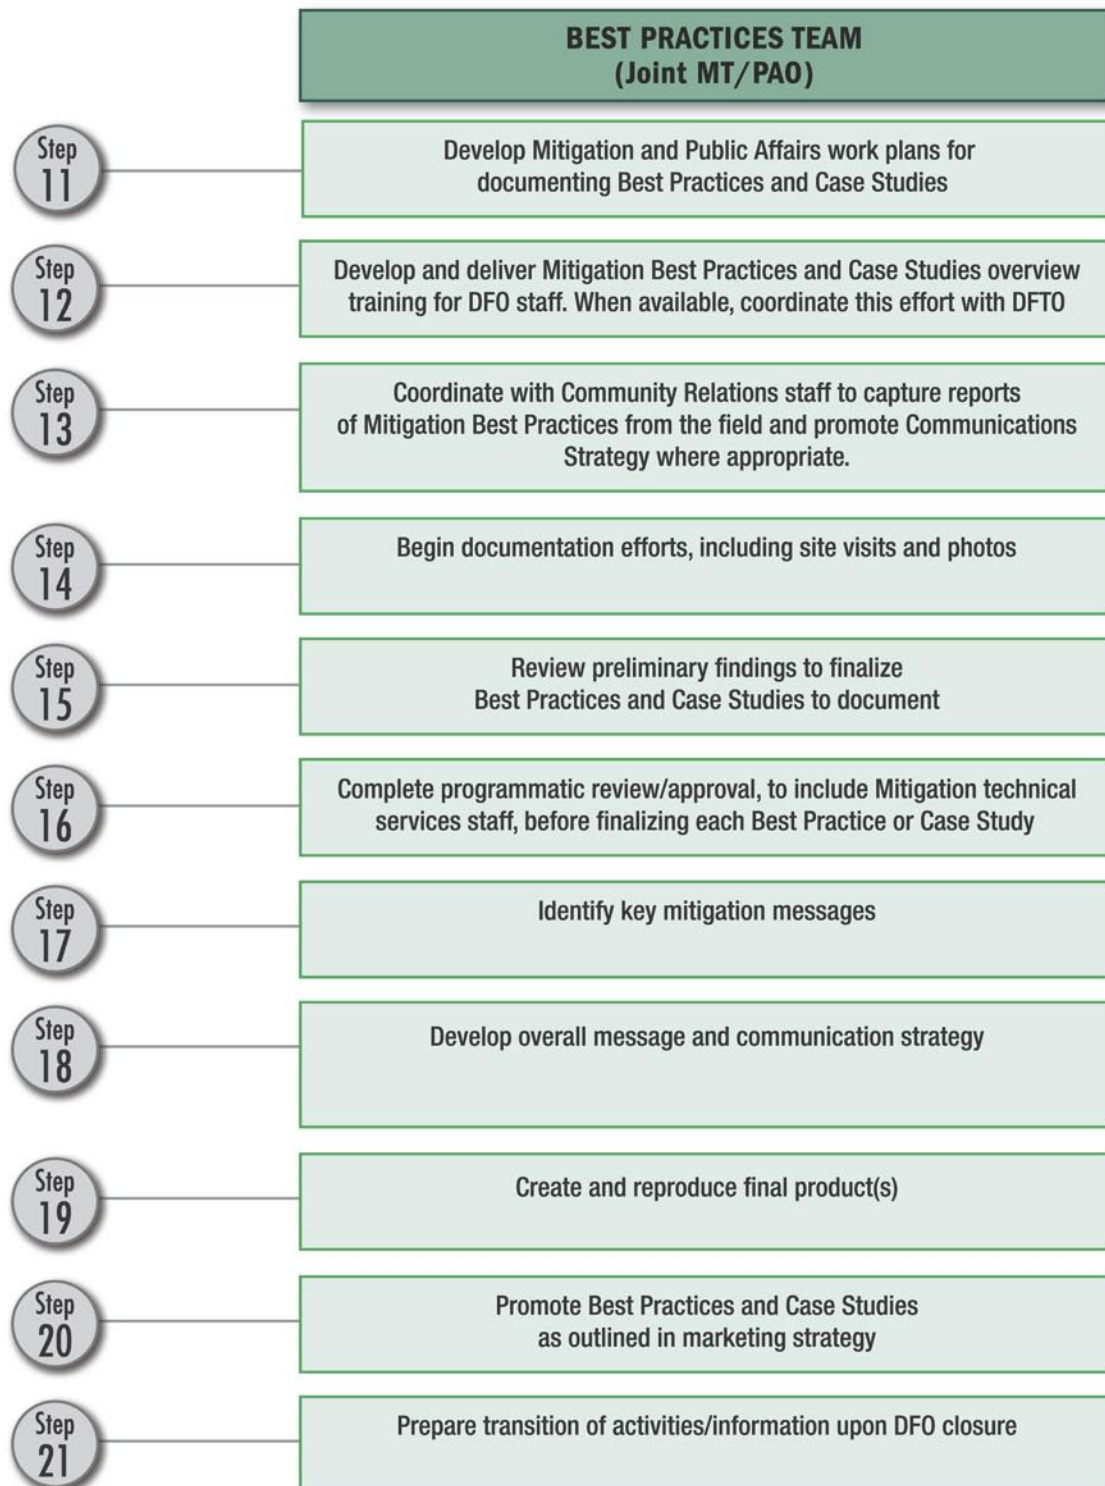 BEST PRACTICES TEAM
(Joint MT/PAO)
Step
11
Develop Mitigation and Public Affairs work plans for
documenting Best Practices and Case Studies
Step
12
Develop and deliver Mitigation Best Practices and Case Studies overview
training for DFO staff. When available, coordinate this effort with DFTO
Step
13
Coordinate with Community Relations staff to capture reports
of Mitigation Best Practices from the field and promote Communications
Strategy where appropriate.
Step
14
Begin documentation efforts, including site visits and photos
Step
15
Review preliminary findings to finalize
Best Practices and Case Studies to document
Step
16
Complete programmatic review/approval, to include Mitigation technical
services staff, before finalizing each Best Practice or Case Study
Step
17
Identify key mitigation messages
Step
18
Develop overall message and communication strategy
Step
19
Create and reproduce final product(s)
Step
20
Promote Best Practices and Case Studies
as outlined in marketing strategy
Step
21
Prepare transition of activities/information upon DFO closure